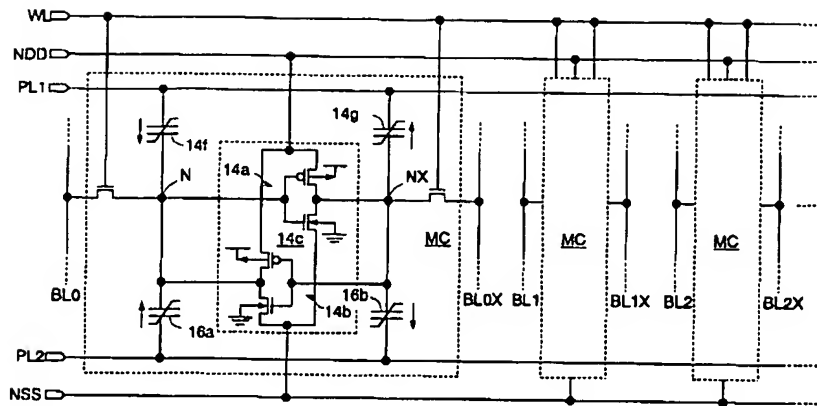 WL
NDD
PL1
14f
14g
14a
N
NX
14c
MC
MC
MC
BL0
16a
14b
16b
BL0X
BL1
BL1X
BL2
BL2X
PL2
NSS